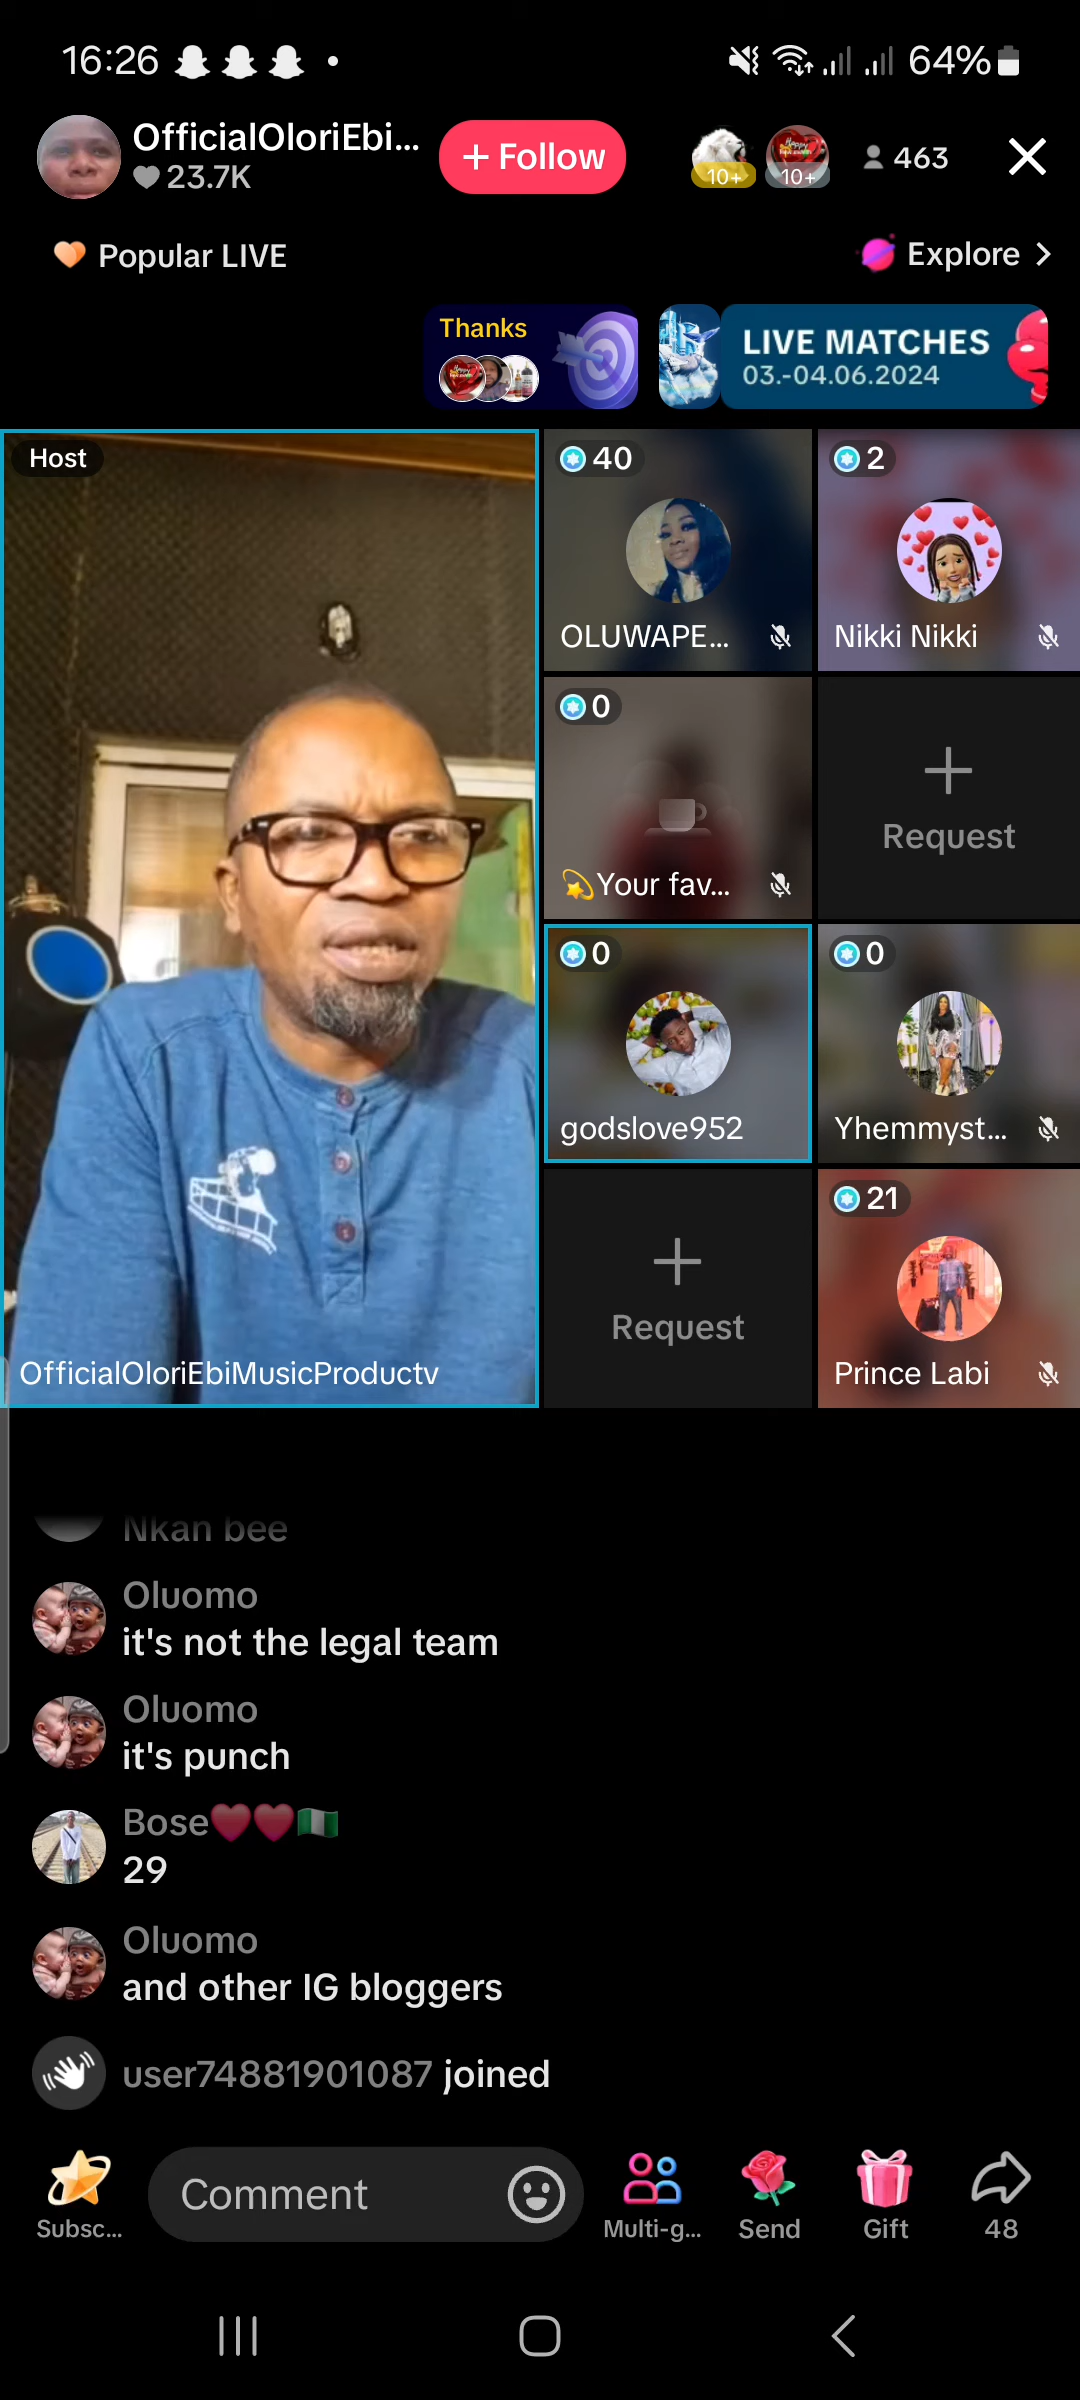 16:26
64%
OfficialOloriEbi...
23.7K
+ Follow
10+
10+
463
Popular LIVE
Explore
Thanks
LIVE MATCHES
03.-04.06.2024
Host
40
OLUWAPE...
2
Nikki Nikki
0
Your fav...
Request
0
godslove952
0
Yhemmyst...
Request
21
Prince Labi
OfficialOloriEbiMusicProductv
Nkan bee
Oluomo
it's not the legal team
Oluomo
it's punch
Bose❤️❤️🇳🇬
29
Oluomo
and other IG bloggers
user74881901087 joined
Subsc...
Comment
Multi-g...
Send
Gift
48